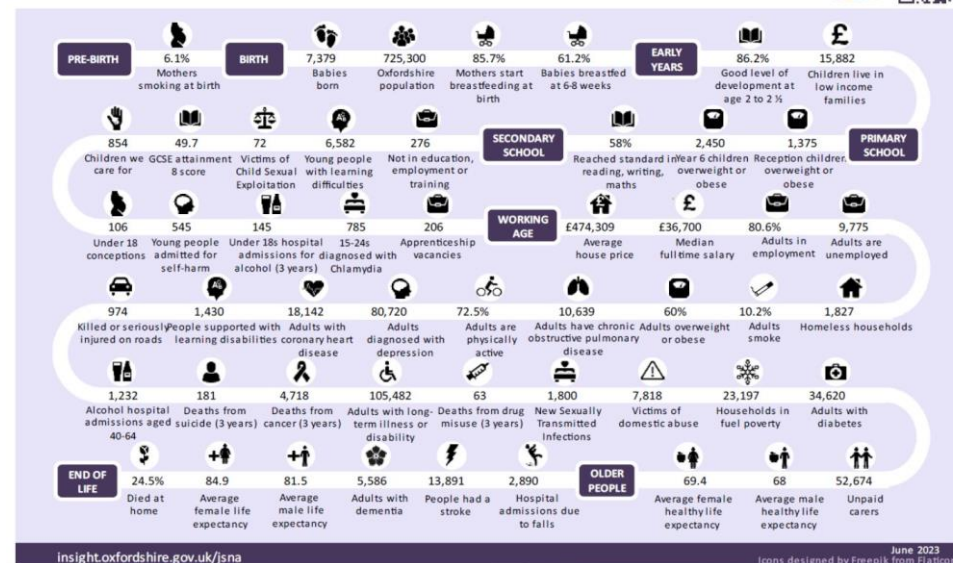 PRE-BIRTH
6.1%
Mothers
smoking at birth
BIRTH
7,379
Babies
born
725,300
Oxfordshire
population
85.7%
Mothers start
breastfeeding at
birth
61.2%
Babies breastfed
at 6-8 weeks
EARLY
YEARS
86.2%
Good level of
development at
age 2 to 2 ½
15,882
Children live in
low income
families
PRIMARY
SCHOOL
1,375
Reception children
overweight or
obese
2,450
Year 6 children
overweight or
obese
58%
Reached standard in
reading, writing,
maths
SECONDARY
SCHOOL
276
Not in education,
employment or
training
6,582
Young people
with learning
difficulties
72
Victims of
Child Sexual
Exploitation
49.7
GCSE attainment
8 score
854
Children we
care for
106
Under 18
conceptions
545
Young people
admitted for
self-harm
145
Under 18s hospital
admissions for
alcohol (3 years)
785
15-24s
diagnosed with
Chlamydia
206
Apprenticeship
vacancies
WORKING
AGE
£474,309
Average
house price
£36,700
Median
full time salary
80.6%
Adults in
employment
9,775
Adults are
unemployed
1,827
Homeless households
10.2%
Adults
smoke
60%
Adults overweight
or obese
10,639
Adults have chronic
obstructive pulmonary
disease
72.5%
Adults are
physically
active
80,720
Adults
diagnosed with
depression
18,142
Adults with
coronary heart
disease
1,430
People supported with
learning disabilities
974
Killed or seriously
injured on roads
1,232
Alcohol hospital
admissions aged
40-64
181
Deaths from
suicide (3 years)
4,718
Deaths from
cancer (3 years)
105,482
Adults with long-
term illness or
disability
63
Deaths from drug
misuse (3 years)
1,800
New Sexually
Transmitted
Infections
7,818
Victims of
domestic abuse
23,197
Households in
fuel poverty
34,620
Adults with
diabetes
52,674
Unpaid
carers
68
Average male
healthy life
expectancy
69.4
Average female
healthy life
expectancy
OLDER
PEOPLE
2,890
Hospital
admissions due
to falls
13,891
People had a
stroke
5,586
Adults with
dementia
81.5
Average
male life
expectancy
84.9
Average
female life
expectancy
24.5%
Died at
home
END OF
LIFE
insight.oxfordshire.gov.uk/jsna
June 2023
Icons designed by Freepik from Flaticon